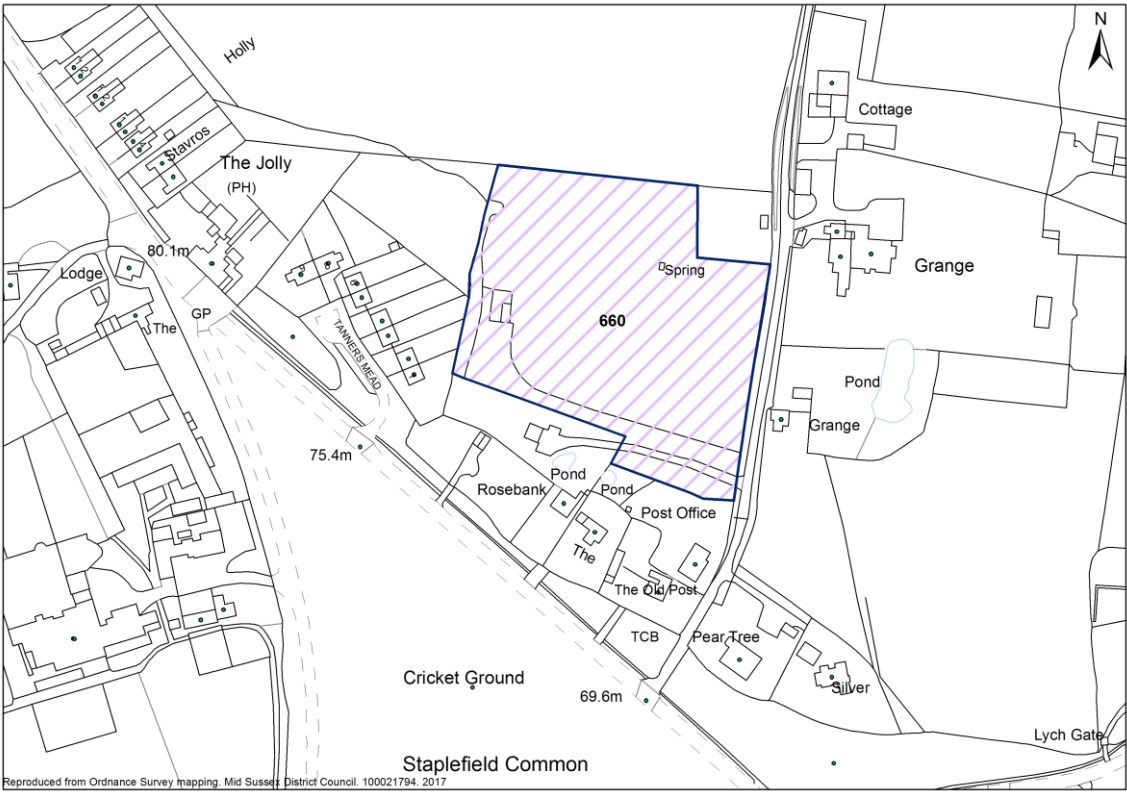 N
Holly
Cottage
Stavros
The Jolly
(PH)
80.1m
Lodge
Grange
Spring
GP
The
660
TANNERS MEAD
Pond
Grange
75.4m
Pond
Rosebank
Pond
Post Office
The
The Old Post
TCB
Pear Tree
Cricket Ground
Silver
69.6m
Lych Gate
Staplefield Common
Reproduced from Ordnance Survey mapping. Mid Sussex District Council. 100021794. 2017